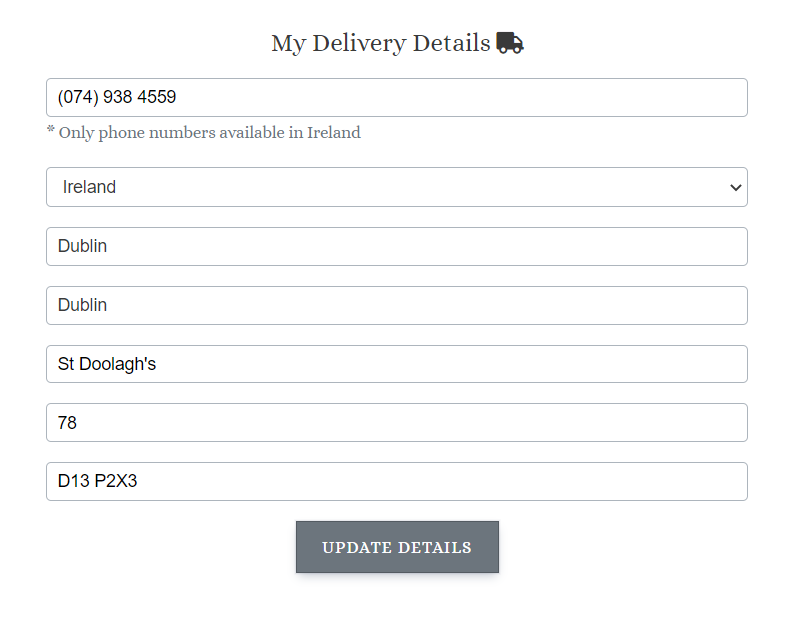 My Delivery Details
(074) 938 4559
* Only phone numbers available in Ireland
Ireland
Dublin
Dublin
St Doolagh's
78
D13 P2X3
UPDATE DETAILS